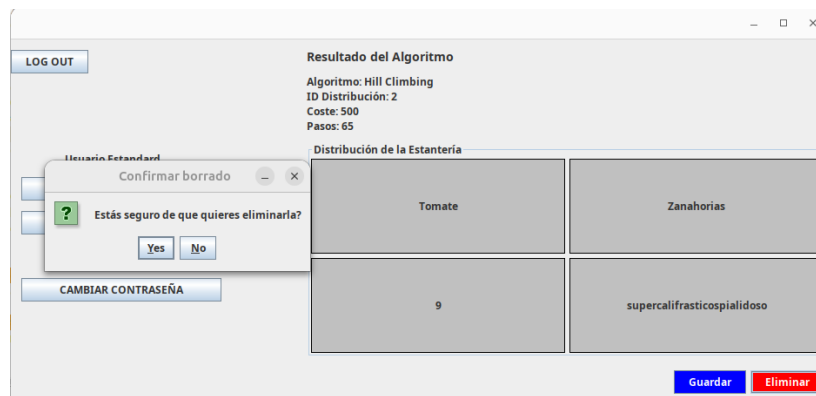 LOG OUT
Resultado del Algoritmo
Algoritmo: Hill Climbing
ID Distribución: 2
Coste: 500
Pasos: 65
Distribución de la Estantería
Usuario Estandard
Confirmar borrado
Estás seguro de que quieres eliminarla?
Yes No
CAMBIAR CONTRASEÑA
Tomate
Zanahorias
9
supercalifrasticospialidoso
Guardar
Eliminar